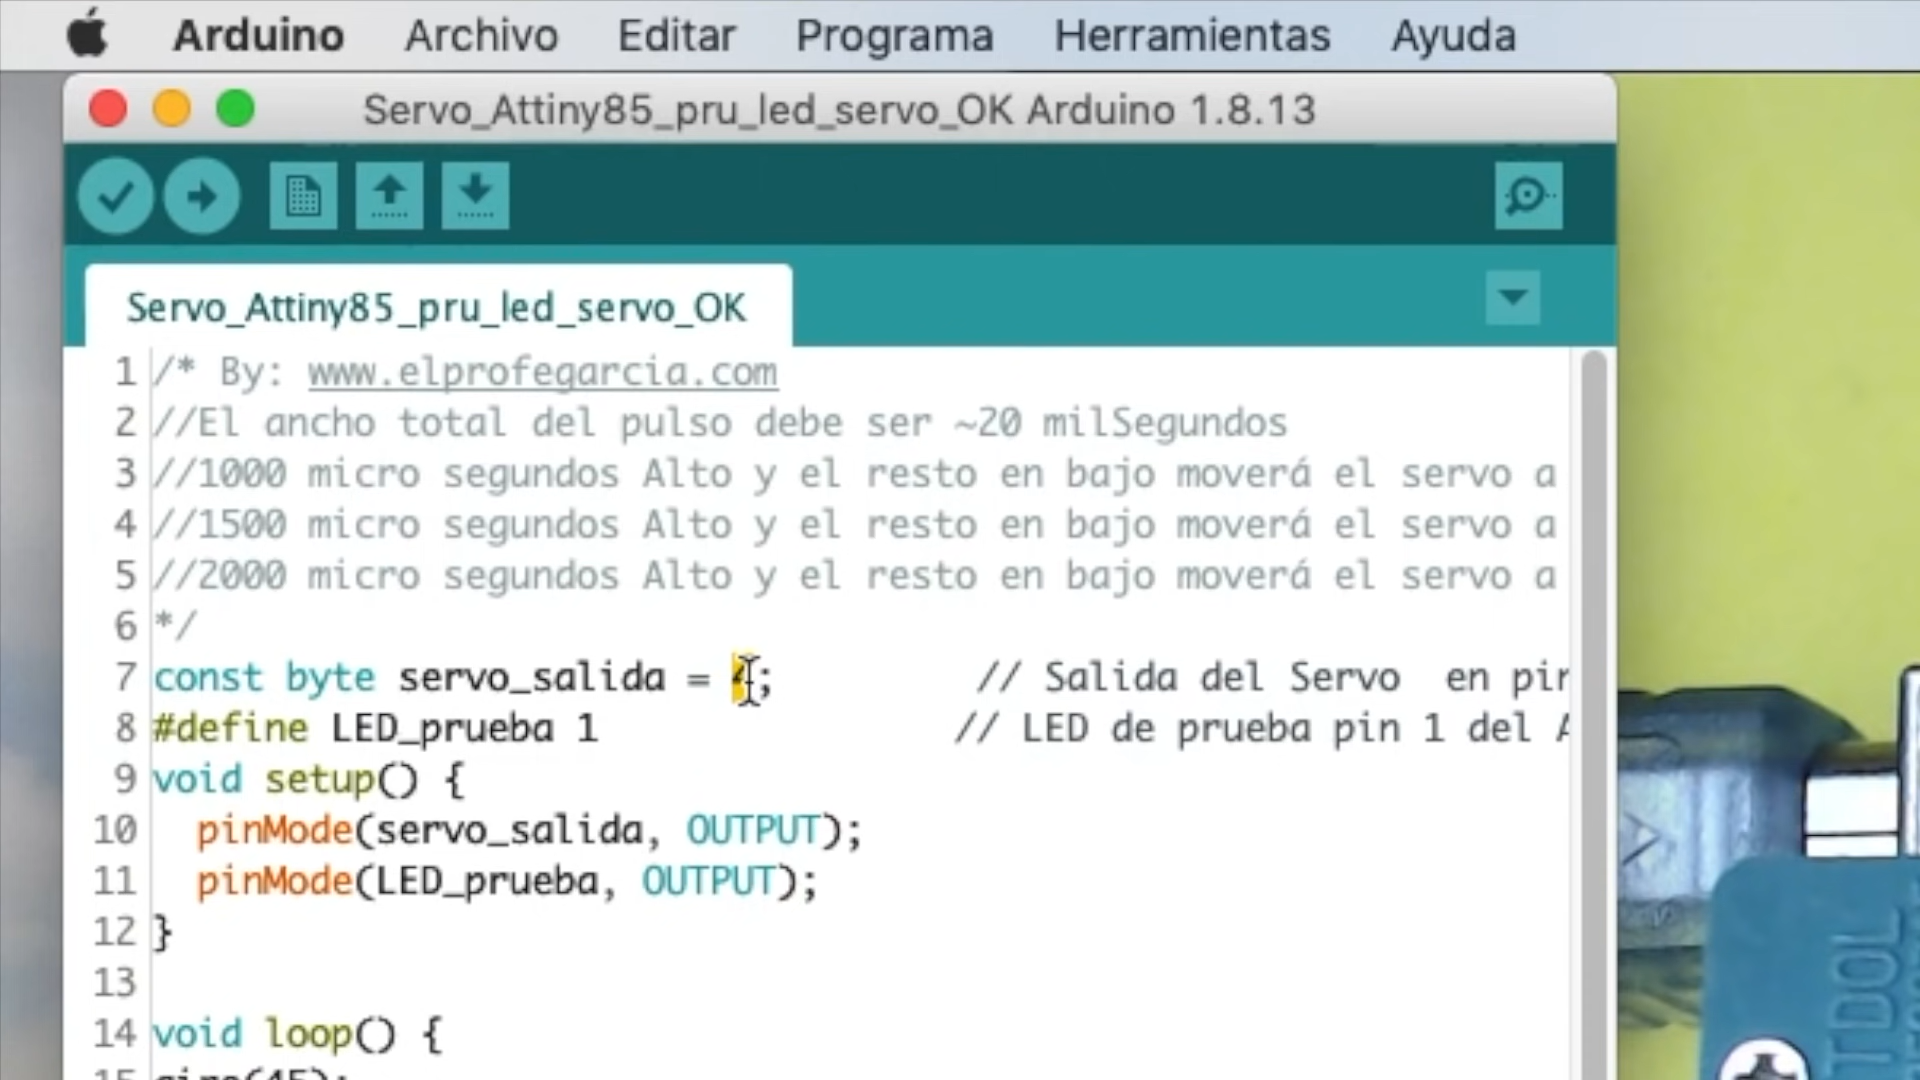 Arduino Archivo Editar Programa Herramientas Ayuda
Servo_Attiny85_pru_led_servo_OK Arduino 1.8.13
Servo_Attiny85_pru_led_servo_OK
1 /* By: www.elprofegarcia.com
2 //El ancho total del pulso debe ser ~20 milSegundos
3 //1000 micro segundos Alto y el resto en bajo moverá el servo a
4 //1500 micro segundos Alto y el resto en bajo moverá el servo a
5 //2000 micro segundos Alto y el resto en bajo moverá el servo a
6 */
7 const byte servo_salida = ; // Salida del Servo en pin
8 #define LED_prueba 1 // LED de prueba pin 1 del A
9 void setup() {
10 pinMode(servo_salida, OUTPUT);
11 pinMode(LED_prueba, OUTPUT);
12 }
13
14 void loop() {